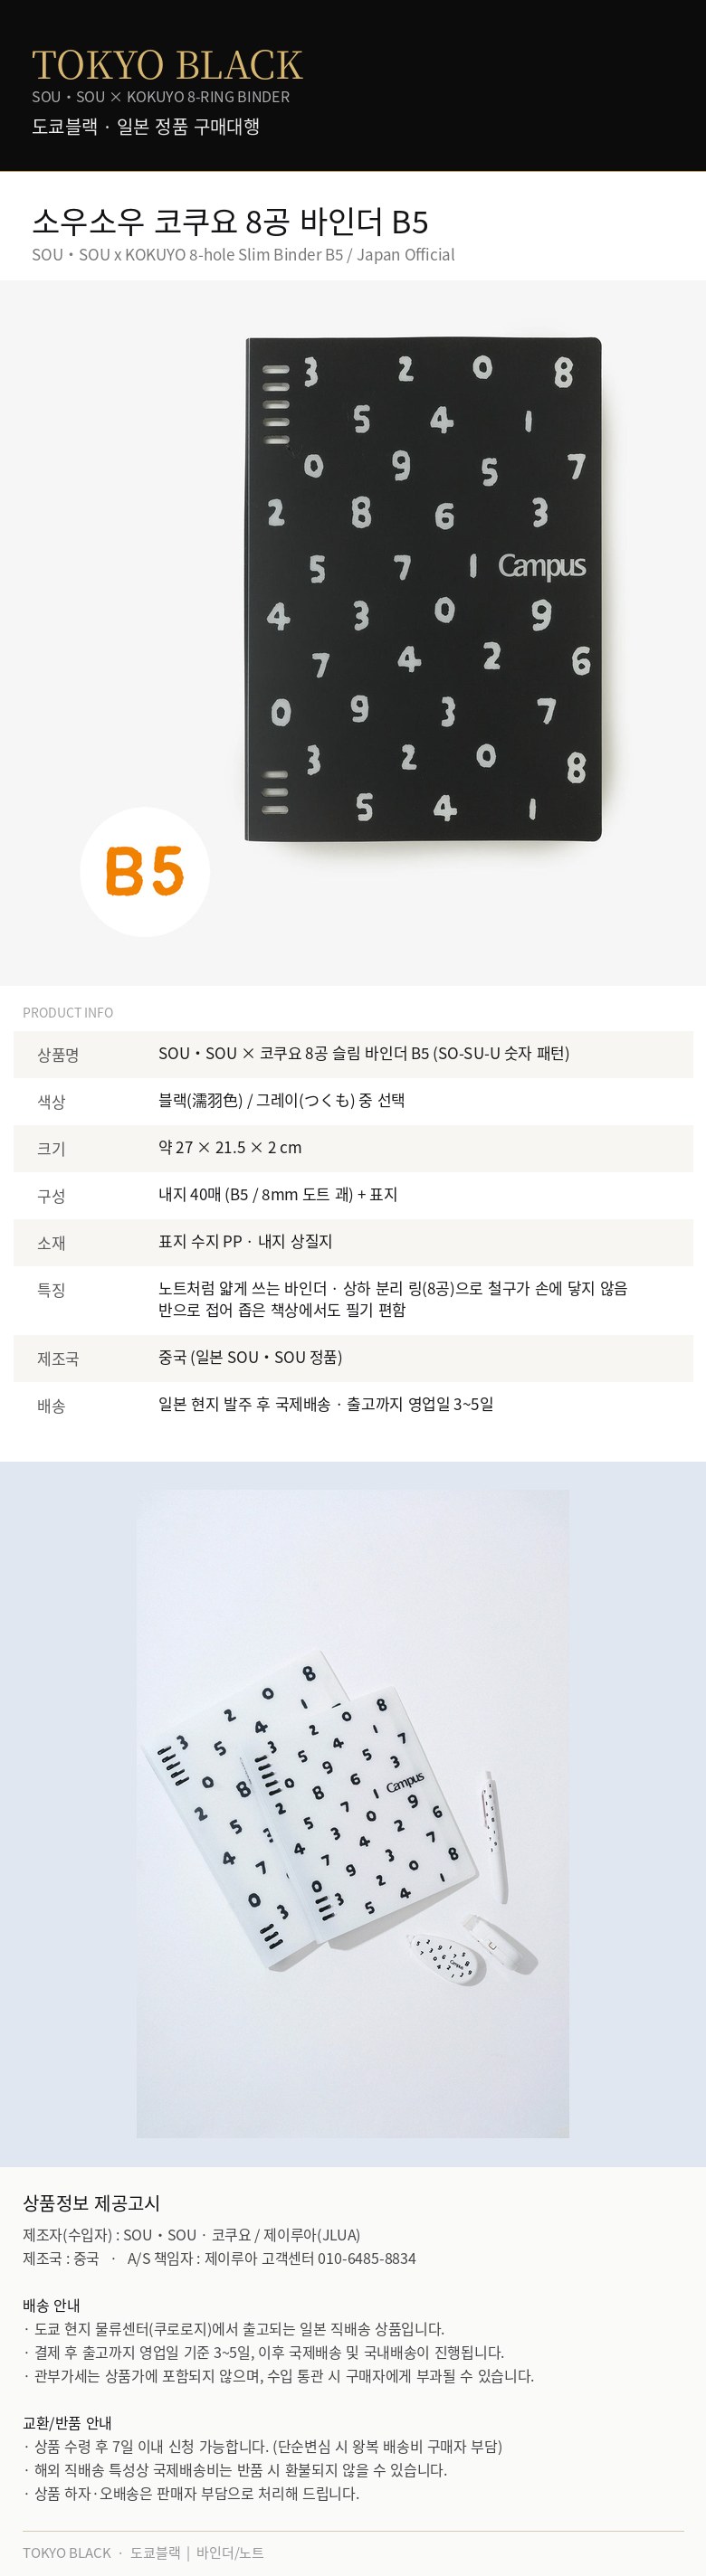 TOKYO BLACK
SOU・SOU × KOKUYO 8-RING BINDER
도쿄블랙 · 일본 정품 구매대행
소우소우 코쿠요 8공 바인더 B5
SOU・SOU x KOKUYO 8-hole Slim Binder B5 / Japan Official
3 2 0 8
5 4 1
0 9 5 7
2 8 6 3
5 7 1 Campus
4 3 0 9
7 4 2 6
0 9 3 7
3 2 0 8
5 4 1
B5
PRODUCT INFO
상품명 SOU・SOU × 코쿠요 8공 슬림 바인더 B5 (SO-SU-U 숫자 패턴)
색상 블랙(濡羽色) / 그레이(つくも) 중 선택
크기 약 27 × 21.5 × 2 cm
구성 내지 40매 (B5 / 8mm 도트 괘) + 표지
소재 표지 수지 PP · 내지 상질지
특징 노트처럼 얇게 쓰는 바인더 · 상하 분리 링(8공)으로 철구가 손에 닿지 않음
반으로 접어 좁은 책상에서도 필기 편함
제조국 중국 (일본 SOU・SOU 정품)
배송 일본 현지 발주 후 국제배송 · 출고까지 영업일 3~5일
Campus
상품정보 제공고시
제조자(수입자) : SOU・SOU · 코쿠요 / 제이루아(JLUA)
제조국 : 중국 · A/S 책임자 : 제이루아 고객센터 010-6485-8834
배송 안내
· 도쿄 현지 물류센터(쿠로로지)에서 출고되는 일본 직배송 상품입니다.
· 결제 후 출고까지 영업일 기준 3~5일, 이후 국제배송 및 국내배송이 진행됩니다.
· 관부가세는 상품가에 포함되지 않으며, 수입 통관 시 구매자에게 부과될 수 있습니다.
교환/반품 안내
· 상품 수령 후 7일 이내 신청 가능합니다. (단순변심 시 왕복 배송비 구매자 부담)
· 해외 직배송 특성상 국제배송비는 반품 시 환불되지 않을 수 있습니다.
· 상품 하자·오배송은 판매자 부담으로 처리해 드립니다.
TOKYO BLACK · 도쿄블랙 | 바인더/노트